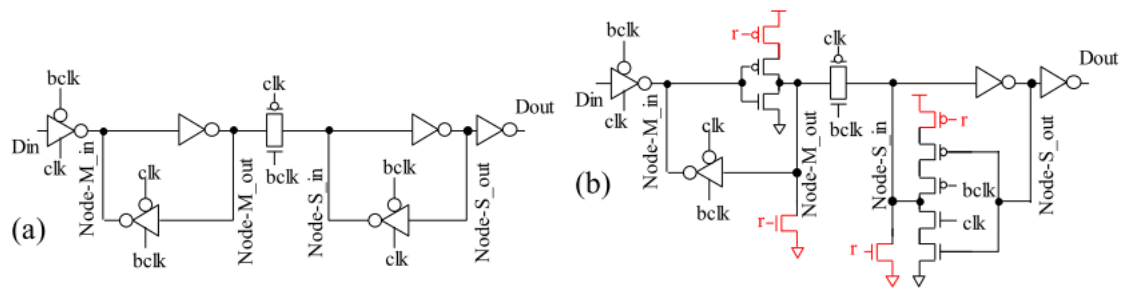 bclk
clk
Din
clk
Node-M_in
clk
bclk
Node-M_out
bclk
Node-S_in
bclk
clk
Node-S_out
Dout
(a)
bclk
Din
clk
Node-M_in
r
clk
bclk
Node-M_out
r
clk
bclk
Node-S_in
r
r
bclk
clk
Node-S_out
Dout
(b)